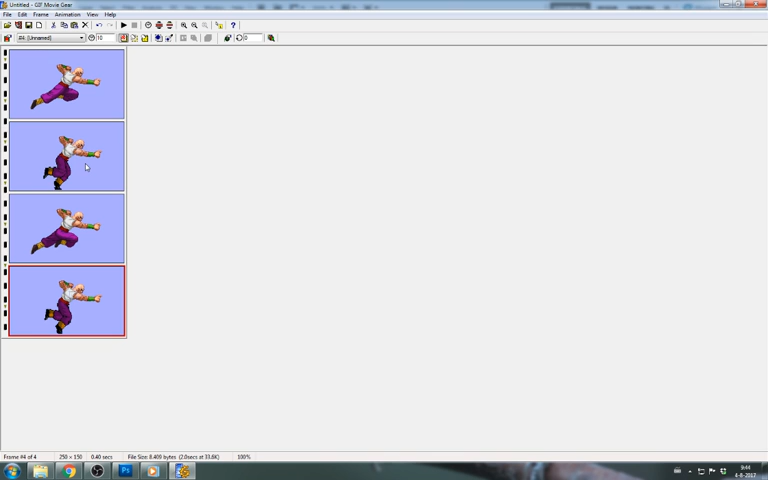 Untitled - GIF Movie Gear
File Edit Frame Animation View Help
#4: [Unnamed] 10 0
Frame #4 of 4 250 × 150 0.40 secs File Size: 8.409 bytes (2.0secs at 33.6K) 100%
Ps
9:44
4-8-2017